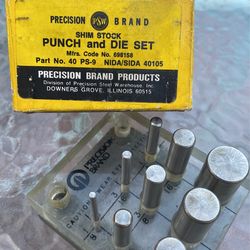 PRECISION PSW BRAND
SHIM STOCK
PUNCH and DIE SET
Mfrs. Code No. 698158
Part No. 40 PS-9 NIDA/SIDA 40105
PRECISION BRAND PRODUCTS
Division of Precision Steel Warehouse, Inc.
DOWNERS GROVE, ILLINOIS 60515
PRECISION
BRAND